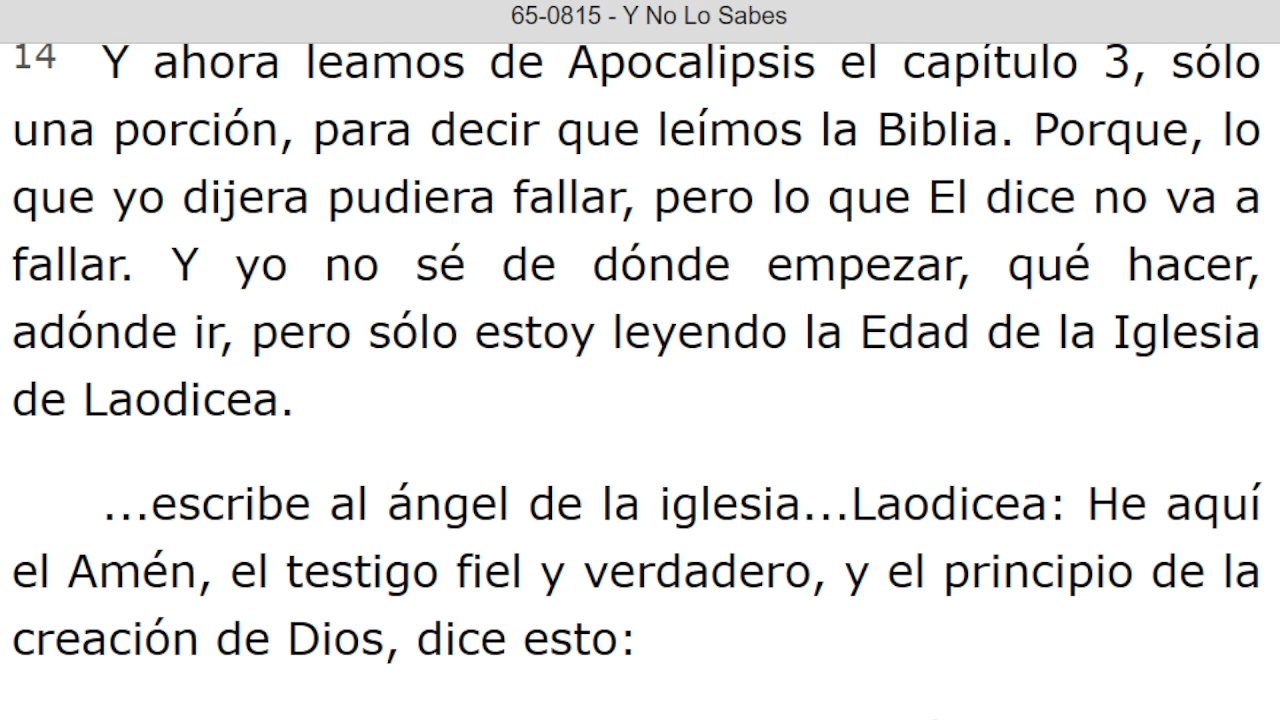 65-0815 - Y No Lo Sabes
14 Y ahora leamos de Apocalipsis el capítulo 3, sólo
una porción, para decir que leímos la Biblia. Porque, lo
que yo dijera pudiera fallar, pero lo que El dice no va a
fallar. Y yo no sé de dónde empezar, qué hacer,
adónde ir, pero sólo estoy leyendo la Edad de la Iglesia
de Laodicea.
...escribe al ángel de la iglesia...Laodicea: He aquí
el Amén, el testigo fiel y verdadero, y el principio de la
creación de Dios, dice esto: